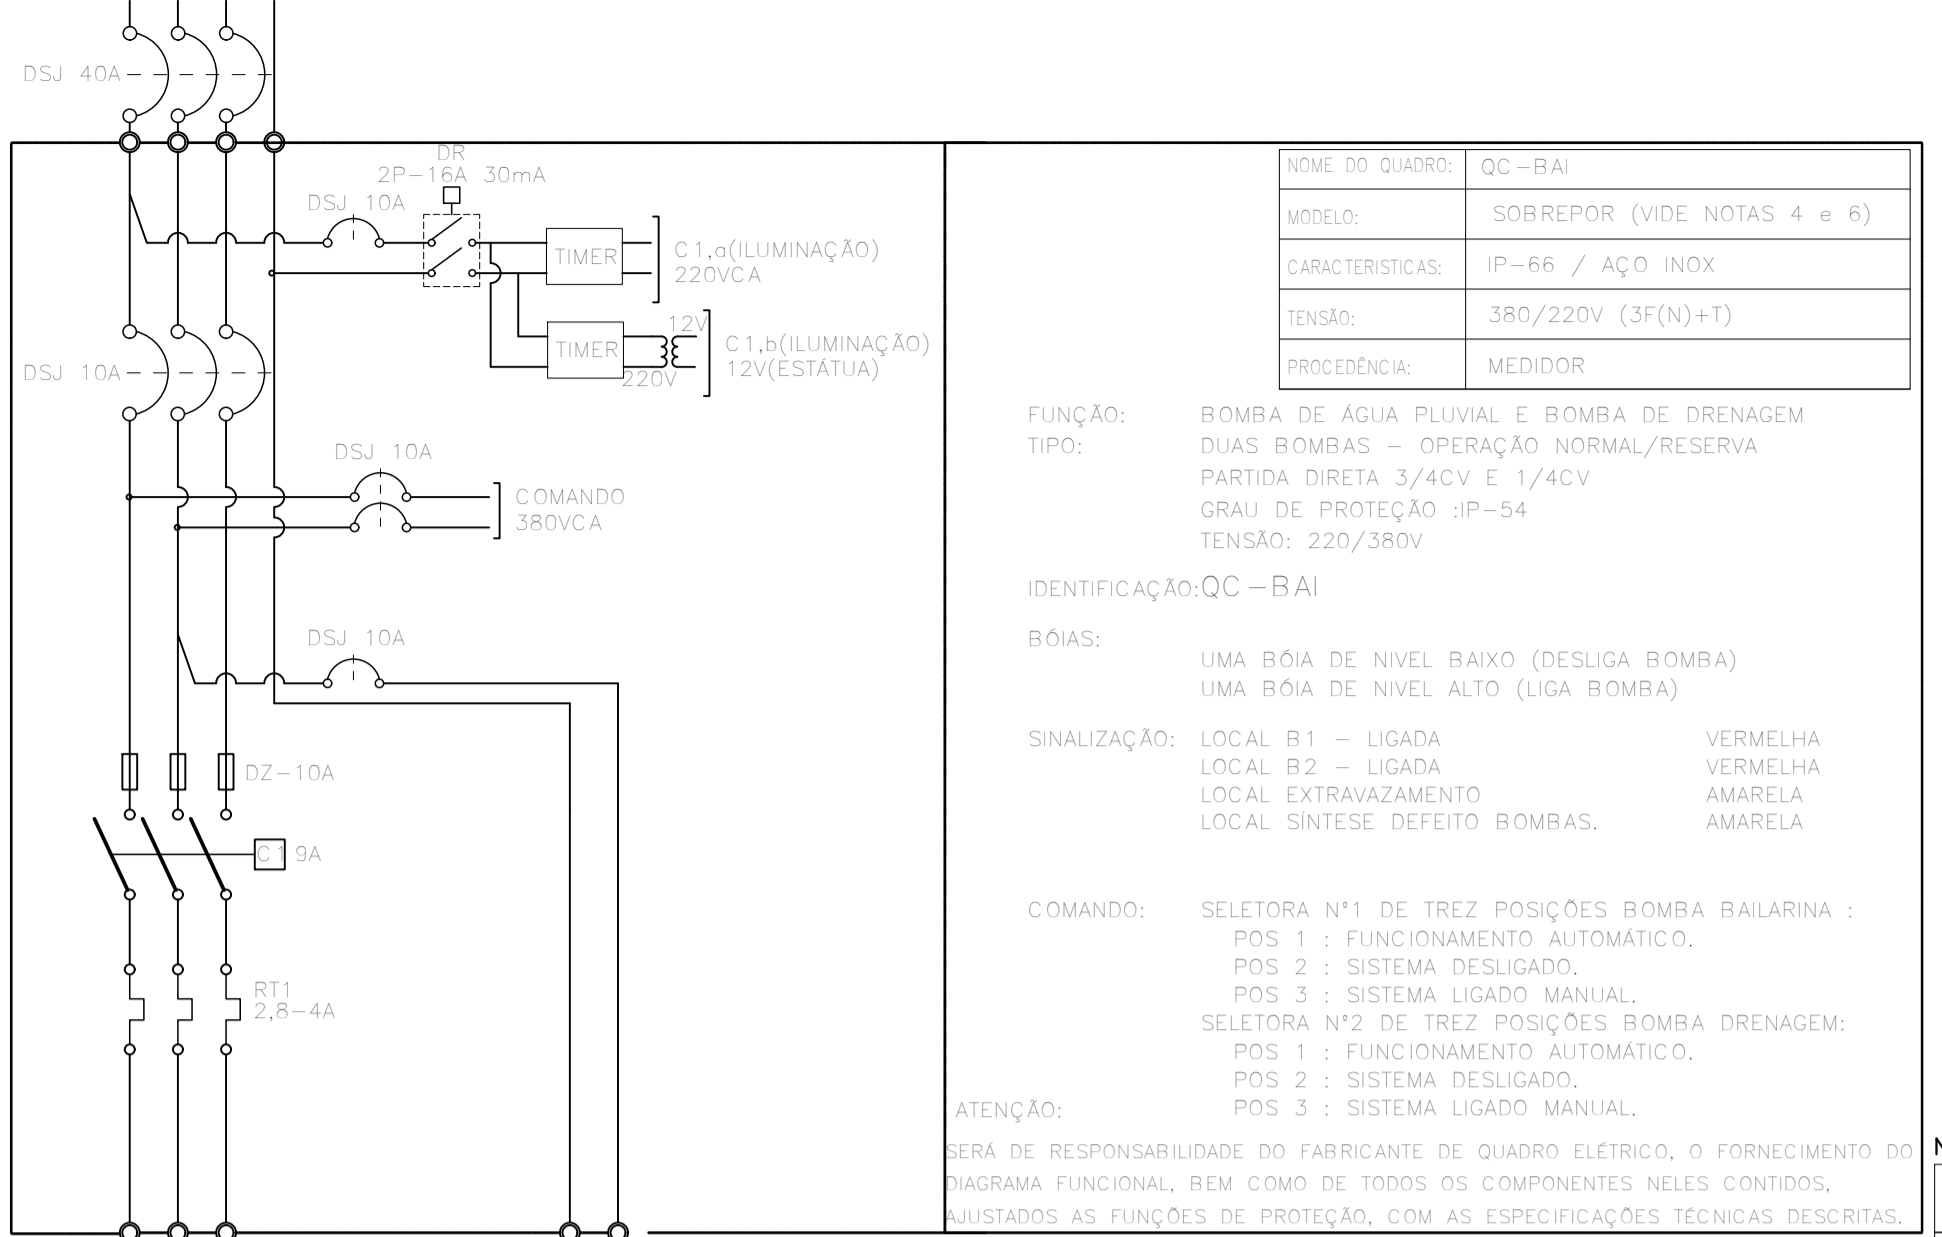 DSJ 40A
DR
2P-16A 30mA
DSJ 10A
TIMER
C1,a(ILUMINAÇÃO)
220VCA
12V
TIMER
220V
C1,b(ILUMINAÇÃO)
12V(ESTÁTUA)
DSJ 10A
DSJ 10A
COMANDO
380VCA
DSJ 10A
DZ-10A
C1 9A
RT1
2,8-4A
NOME DO QUADRO: QC-BAI
MODELO: SOBREPOR (VIDE NOTAS 4 e 6)
CARACTERISTICAS: IP-66 / AÇO INOX
TENSÃO: 380/220V (3F(N)+T)
PROCEDÊNCIA: MEDIDOR
FUNÇÃO: BOMBA DE ÁGUA PLUVIAL E BOMBA DE DRENAGEM
TIPO: DUAS BOMBAS - OPERAÇÃO NORMAL/RESERVA
PARTIDA DIRETA 3/4CV E 1/4CV
GRAU DE PROTEÇÃO :IP-54
TENSÃO: 220/380V
IDENTIFICAÇÃO:QC-BAI
BÓIAS:
UMA BÓIA DE NIVEL BAIXO (DESLIGA BOMBA)
UMA BÓIA DE NIVEL ALTO (LIGA BOMBA)
SINALIZAÇÃO: LOCAL B1 - LIGADA VERMELHA
LOCAL B2 - LIGADA VERMELHA
LOCAL EXTRAVAZAMENTO AMARELA
LOCAL SÍNTESE DEFEITO BOMBAS. AMARELA
COMANDO: SELETORA Nº1 DE TREZ POSIÇÕES BOMBA BAILARINA :
POS 1 : FUNCIONAMENTO AUTOMÁTICO.
POS 2 : SISTEMA DESLIGADO.
POS 3 : SISTEMA LIGADO MANUAL.
SELETORA Nº2 DE TREZ POSIÇÕES BOMBA DRENAGEM:
POS 1 : FUNCIONAMENTO AUTOMÁTICO.
POS 2 : SISTEMA DESLIGADO.
POS 3 : SISTEMA LIGADO MANUAL.
ATENÇÃO:
SERÁ DE RESPONSABILIDADE DO FABRICANTE DE QUADRO ELÉTRICO, O FORNECIMENTO DO
DIAGRAMA FUNCIONAL, BEM COMO DE TODOS OS COMPONENTES NELES CONTIDOS,
AJUSTADOS AS FUNÇÕES DE PROTEÇÃO, COM AS ESPECIFICAÇÕES TÉCNICAS DESCRITAS.